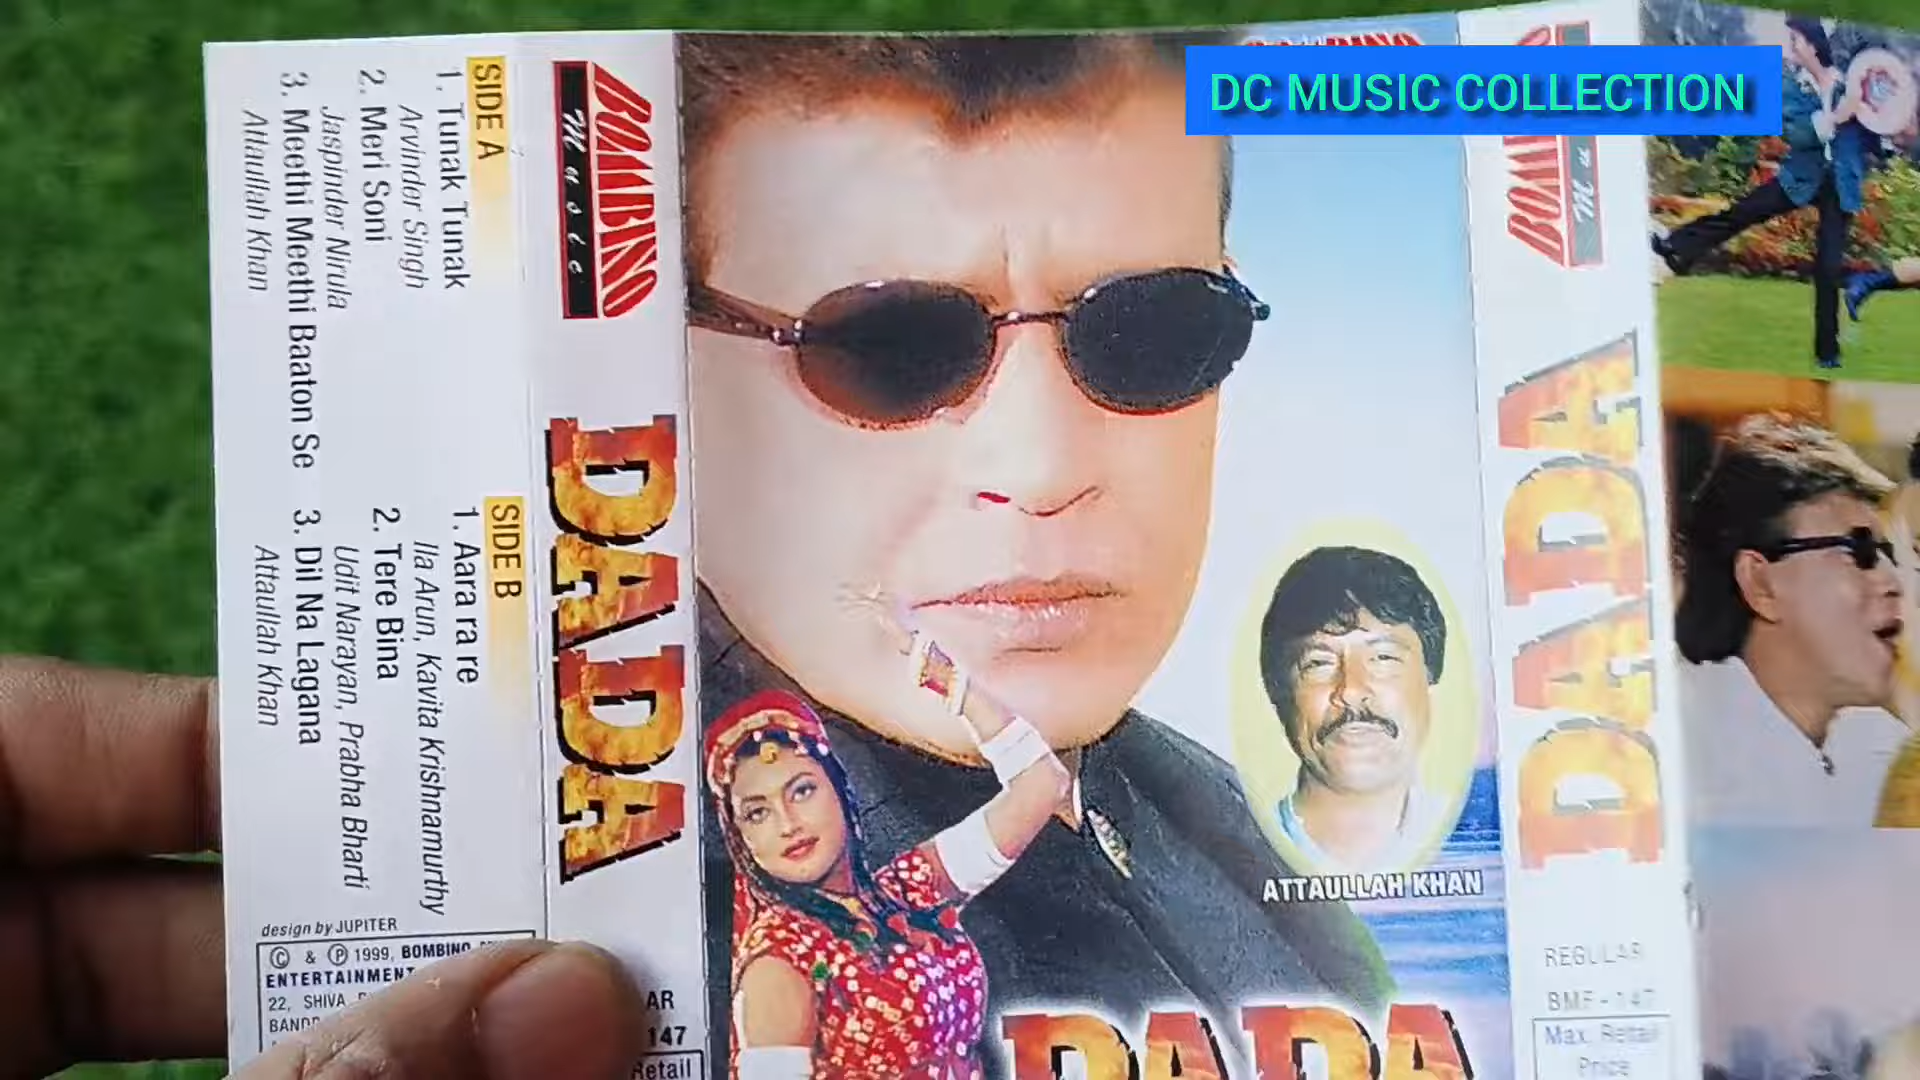 DC MUSIC COLLECTION
SIDE A
1. Tunak Tunak
Arvinder Singh
2. Meri Soni
Jaspinder Nirula
3. Meethi Meethi Baaton Se
Attaullah Khan
SIDE B
1. Aara ra re
Ila Arun, Kavita Krishnamurthy
2. Tere Bina
Udit Narayan, Prabha Bharti
3. Dil Na Lagana
Attaullah Khan
design by JUPITER
© & ℗ 1999, BOMBINO
ENTERTAINMENT
22, SHIVA
BOMBINO
Music
DADA
AR
147
Retail
ATTAULLAH KHAN
DADA
BOMBINO
DADA
REGULAR
BMF - 147
Max. Retail
Price